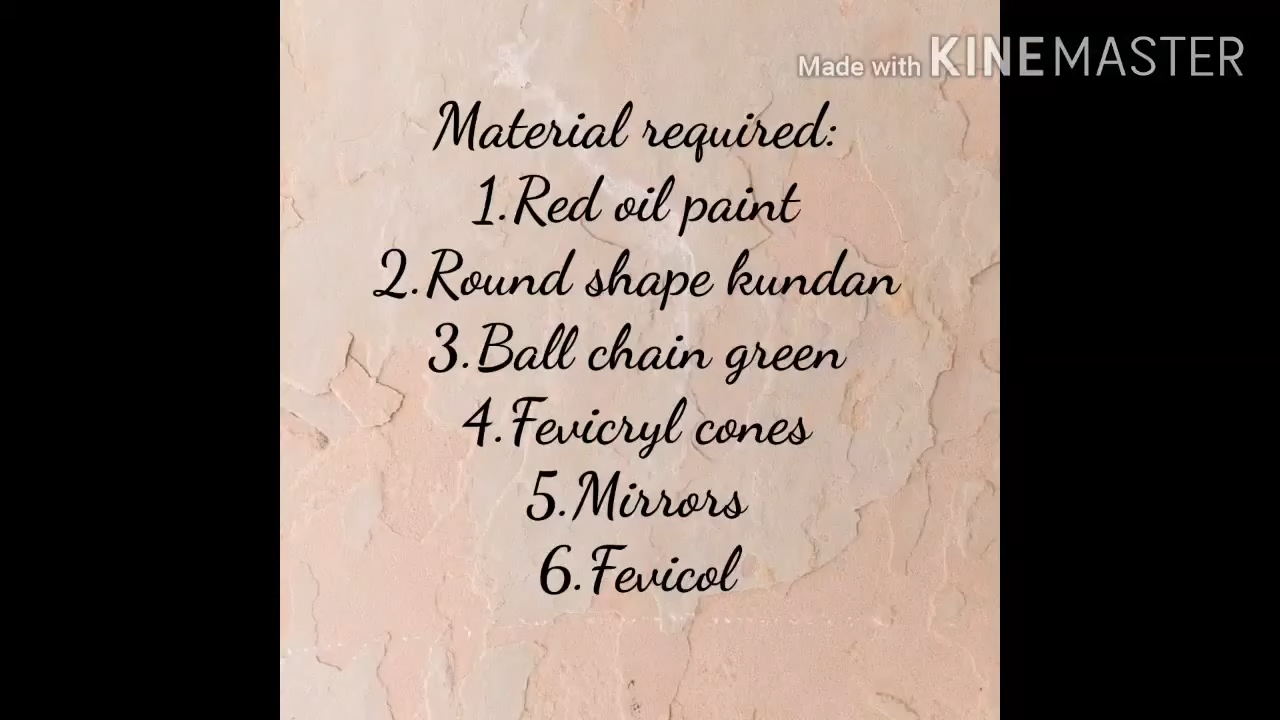 Made with KINEMASTER
Material required:
1.Red oil paint
2.Round shape kundan
3.Ball chain green
4.Fevicryl cones
5.Mirrors
6.Fevicol